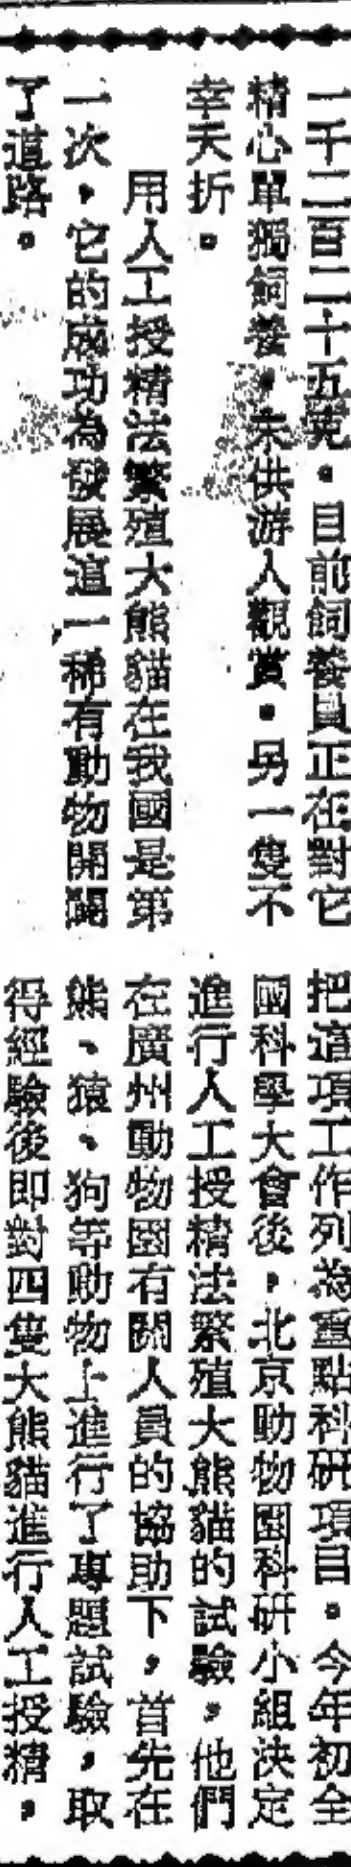 一千二百二十五克。目前飼養員正在對它
精心單獨飼養，未供游人觀賞。另一隻不
幸夭折。
用人工授精法繁殖大熊貓在我國是第
一次，它的成功為發展這一稀有動物開闢
了道路。
把這項工作列為重點科研項目。今年初全
國科學大會後，北京動物園科研小組決定
進行人工授精法繁殖大熊貓的試驗，他們
在廣州動物園有關人員的協助下，首先在
熊、猿、狗等動物上進行了專題試驗，取
得經驗後即對四隻大熊貓進行人工授精，